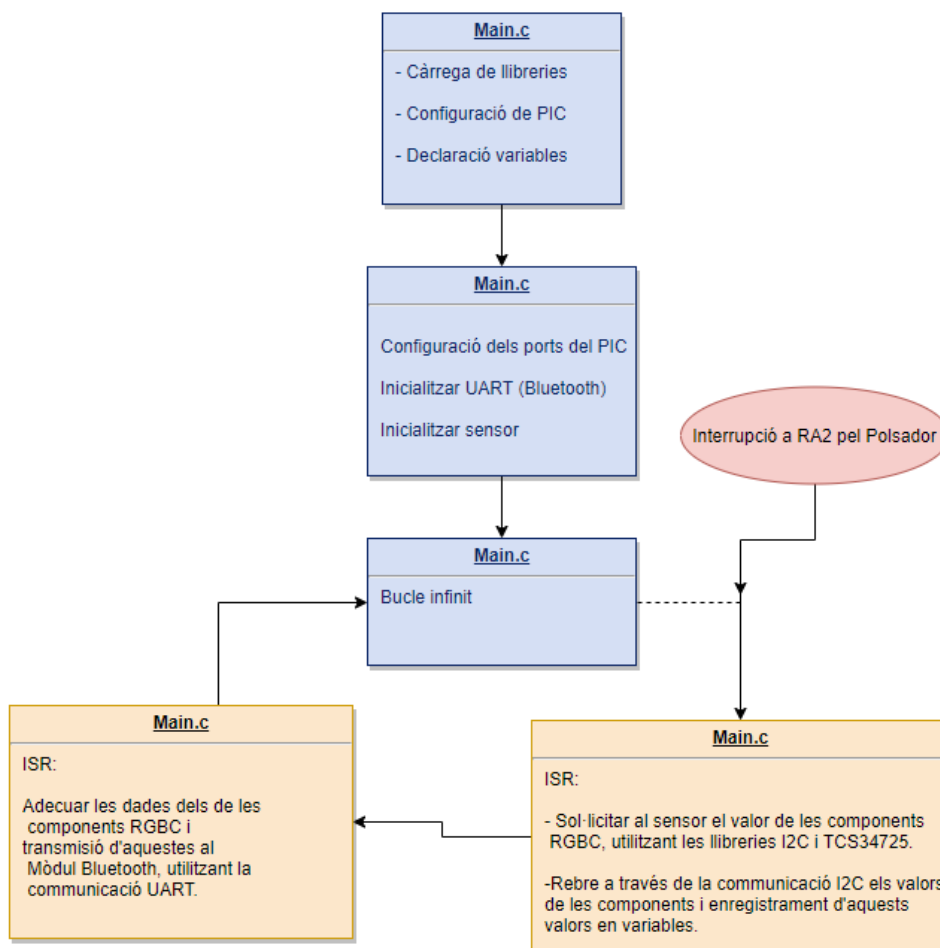 Main.c
- Càrrega de llibreries
- Configuració de PIC
- Declaració variables
Main.c
Configuració dels ports del PIC
Inicialitzar UART (Bluetooth)
Inicialitzar sensor
Interrupció a RA2 pel Polsador
Main.c
Bucle infinit
Main.c
ISR:
Adecuar les dades dels de les
components RGBC i
transmisió d'aquestes al
Mòdul Bluetooth, utilitzant la
communicació UART.
Main.c
ISR:
- Sol·licitar al sensor el valor de les components
RGBC, utilitzant les llibreries I2C i TCS34725.
-Rebre a través de la communicació I2C els valors
de les components i enregistrament d'aquests
valors en variables.